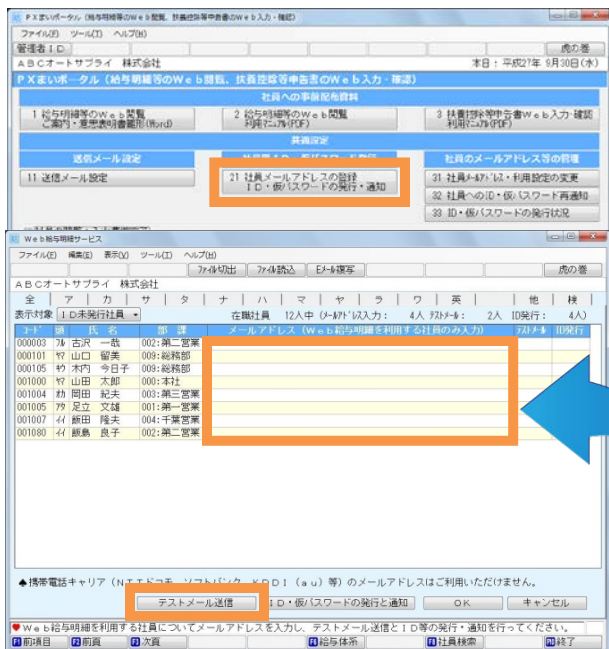 PXまいポータル (給与明細等のWeb閲覧、扶養控除等申告書のWeb入力・確認)
ファイル(F) ツール(T) ヘルプ(H)
管理者ID 虎の巻
ABCオートサプライ 株式会社 本日：平成27年 9月30日(水)
PXまいポータル (給与明細等のWeb閲覧、扶養控除等申告書のWeb入力・確認)
社員への事前配布資料
1 給与明細等のWeb閲覧 ご案内・意思表明書雛形(Word)
2 給与明細等のWeb閲覧 利用マニュアル(PDF)
3 扶養控除等申告書Web入力・確認 利用マニュアル(PDF)
共通設定
送信メール設定
社員のメールアドレス等の管理
11 送信メール設定
21 社員メールアドレスの登録 ID・仮パスワードの発行・通知
31 社員メールアドレス・利用設定の変更
32 社員へのID・仮パスワード再通知
33 ID・仮パスワードの発行状況
Web給与明細サービス
ファイル(F) 編集(E) 表示(V) ツール(T) ヘルプ(H)
ファイル切出 ファイル読込 Eメール複写 虎の巻
ABCオートサプライ 株式会社
全 ア カ サ タ ナ ハ マ ヤ ラ ワ 英 他 検
表示対象 ID未発行社員 在職社員 12人中 (メールアドレス入力： 4人 テストメール： 2人 ID発行： 4人)
コード 頭 氏 名 部 課 メールアドレス (Web給与明細を利用する社員のみ入力) テストメール ID発行
000003 フル 古沢 一哉 002:第二営業
000101 ヤマ 山口 留美 009:総務部
000105 キウ 木内 今日子 009:総務部
001000 ヤマ 山田 太郎 000:本社
001004 オカ 岡田 紀夫 003:第三営業
001005 アタ 足立 文雄 001:第一営業
001007 イイ 飯田 隆夫 004:千葉営業
001080 イイ 飯島 良子 002:第二営業
♠携帯電話キャリア (NTTドコモ、ソフトバンク、KDDI (au) 等) のメールアドレスはご利用いただけません。
テストメール送信 ID・仮パスワードの発行と通知 OK キャンセル
♥Web給与明細を利用する社員についてメールアドレスを入力し、テストメール送信とID等の発行・通知を行ってください。
前項目 前頁 次頁 給与体系 社員検索 終了